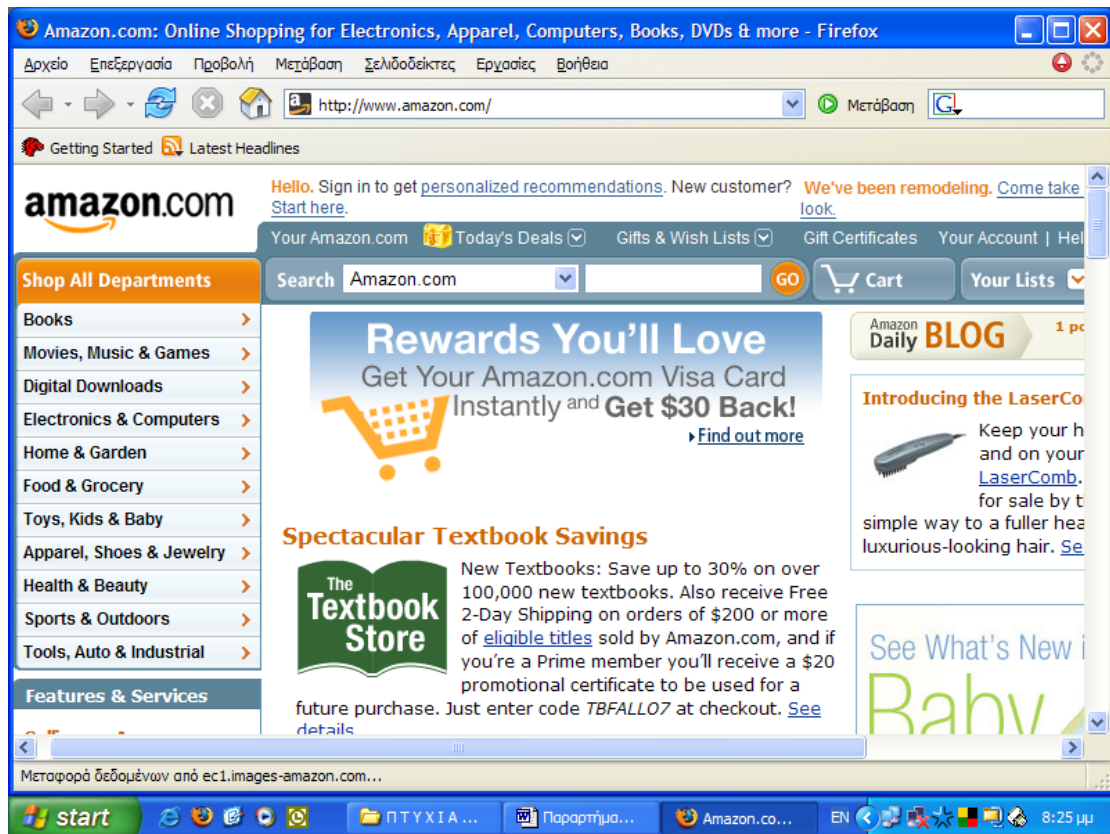 Amazon.com: Online Shopping for Electronics, Apparel, Computers, Books, DVDs & more - Firefox
Αρχείο Επεξεργασία Προβολή Μετάβαση Σελιδοδείκτες Εργασίες Βοήθεια
http://www.amazon.com/ Μετάβαση
Getting Started Latest Headlines
amazon.com
Hello. Sign in to get personalized recommendations. New customer?
Start here.
We've been remodeling. Come take
look.
Your Amazon.com Today's Deals Gifts & Wish Lists Gift Certificates Your Account | Hel
Shop All Departments
Search Amazon.com GO Cart Your Lists
Books
Movies, Music & Games
Digital Downloads
Electronics & Computers
Home & Garden
Food & Grocery
Toys, Kids & Baby
Apparel, Shoes & Jewelry
Health & Beauty
Sports & Outdoors
Tools, Auto & Industrial
Features & Services
Rewards You'll Love
Get Your Amazon.com Visa Card
Instantly and Get $30 Back!
Find out more
Spectacular Textbook Savings
The
Textbook
Store
New Textbooks: Save up to 30% on over
100,000 new textbooks. Also receive Free
2-Day Shipping on orders of $200 or more
of eligible titles sold by Amazon.com, and if
you're a Prime member you'll receive a $20
promotional certificate to be used for a
future purchase. Just enter code TBFALL07 at checkout. See
details
Amazon
Daily BLOG
1 po
Introducing the LaserCo
Keep your h
and on your
LaserComb.
for sale by t
simple way to a fuller hea
luxurious-looking hair. Se
See What's New i
Baby
Μεταφορά δεδομένων από ec1.images-amazon.com...
start ΠΤΥΧΙΑ... Παραρτήμα... Amazon.co... EN 8:25 μμ